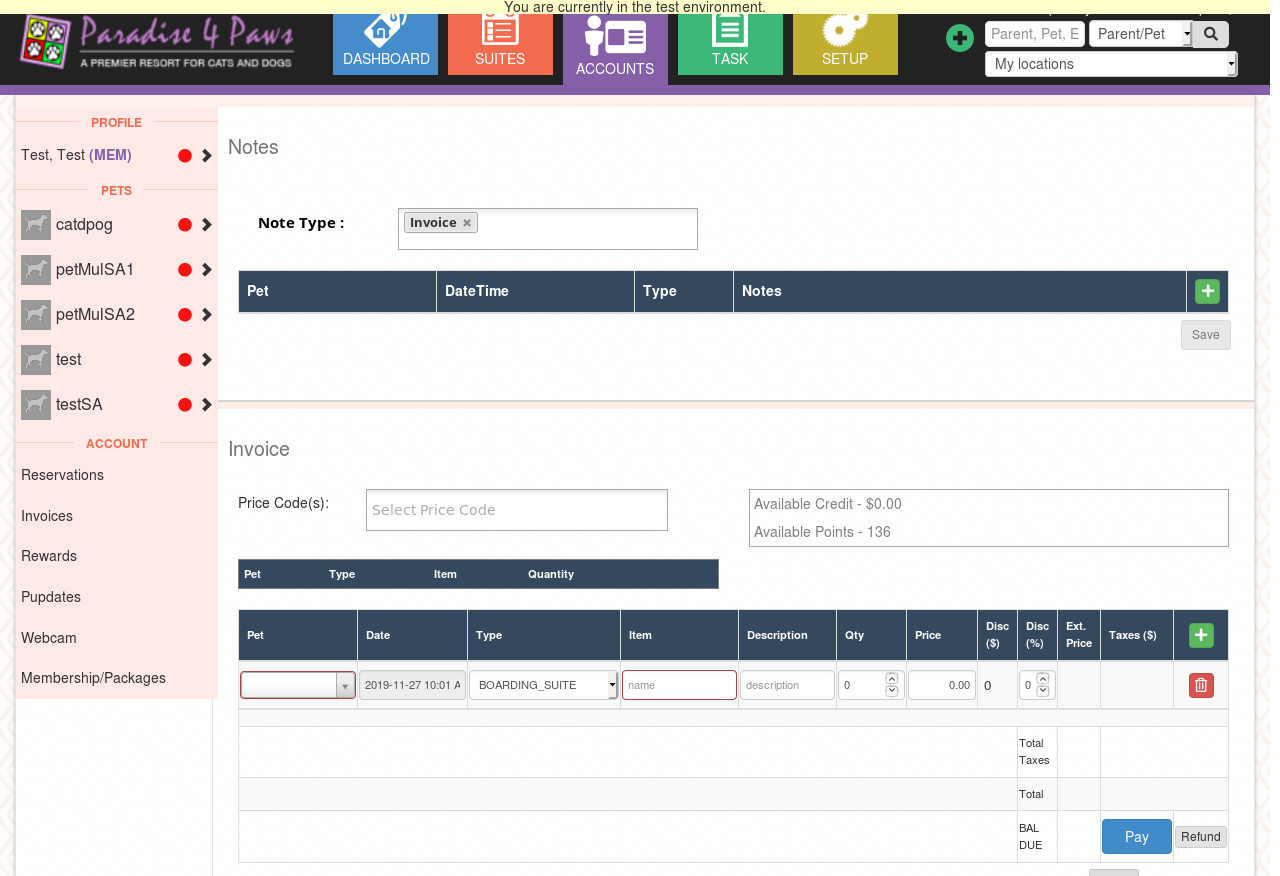 You are currently in the test environment.
Paradise 4 Paws
A PREMIER RESORT FOR CATS AND DOGS
DASHBOARD
SUITES
ACCOUNTS
TASK
SETUP
Parent, Pet, E
Parent/Pet
My locations
PROFILE
Test, Test (MEM)
PETS
catdpog
petMulSA1
petMulSA2
test
testSA
ACCOUNT
Reservations
Invoices
Rewards
Pupdates
Webcam
Membership/Packages
Notes
Note Type :
Invoice ×
Pet DateTime Type Notes
Save
Invoice
Price Code(s):
Select Price Code
Available Credit - $0.00
Available Points - 136
Pet Type Item Quantity
Pet Date Type Item Description Qty Price Disc ($) Disc (%) Ext. Price Taxes ($)
2019-11-27 10:01 A BOARDING_SUITE name description 0 0.00 0 0
Total Taxes
Total
BAL DUE
Pay
Refund